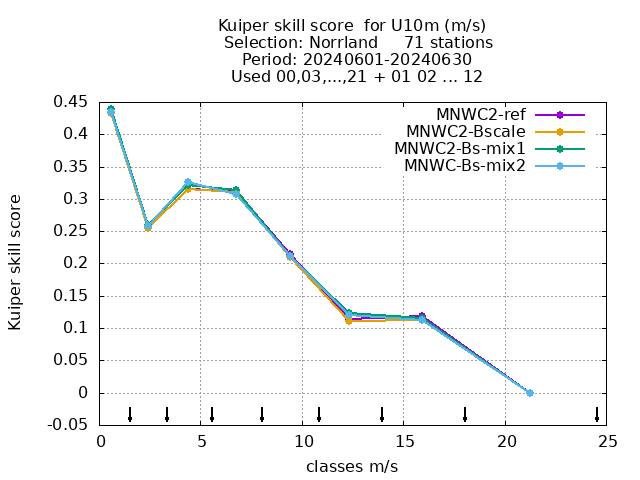 Kuiper skill score  for U10m (m/s)
Selection: Norrland     71 stations
Period: 20240601-20240630
Used 00,03,...,21 + 01 02 ... 12
MNWC2-ref
MNWC2-Bscale
MNWC2-Bs-mix1
MNWC-Bs-mix2
Kuiper skill score
0.45
0.4
0.35
0.3
0.25
0.2
0.15
0.1
0.05
0
-0.05
0 5 10 15 20 25
classes m/s